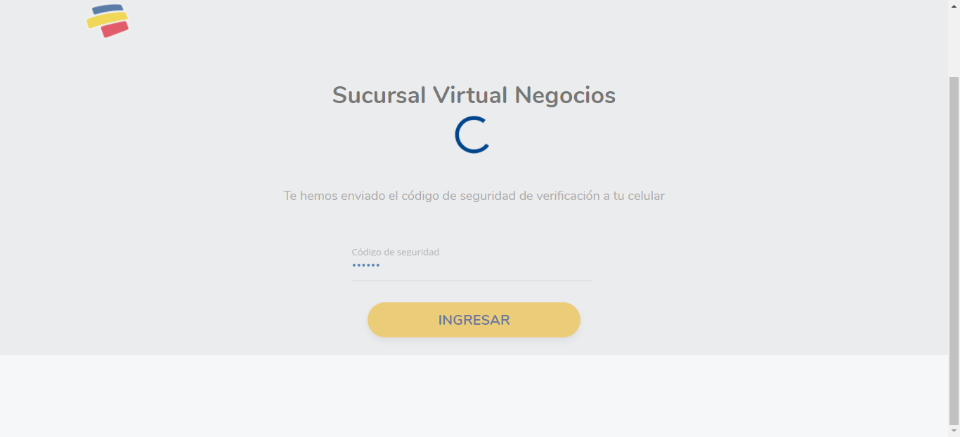 Sucursal Virtual Negocios
Te hemos enviado el código de seguridad de verificación a tu celular
Código de seguridad
••••••
INGRESAR